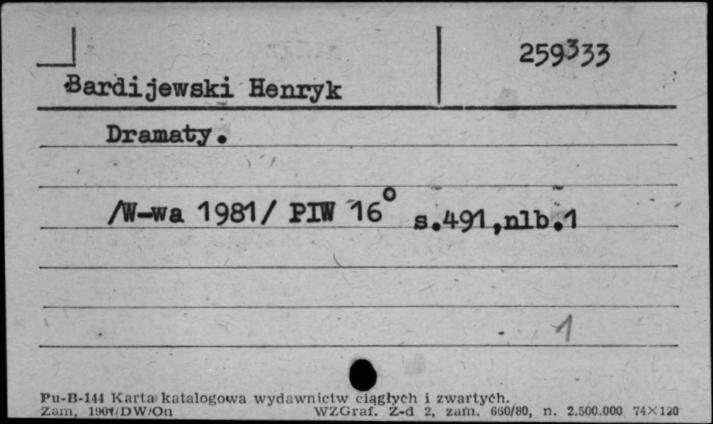 259333
Bardijewski Henryk
Dramaty.
/W-wa 1981/ PIW 16° s.491,nlb.1
1
Pu-B-144 Karta katalogowa wydawnictw ciągłych i zwartych.
Zam, DW/On WZGraf. Z-d 2, zam. 660/80, n. 2.500.000 74×120